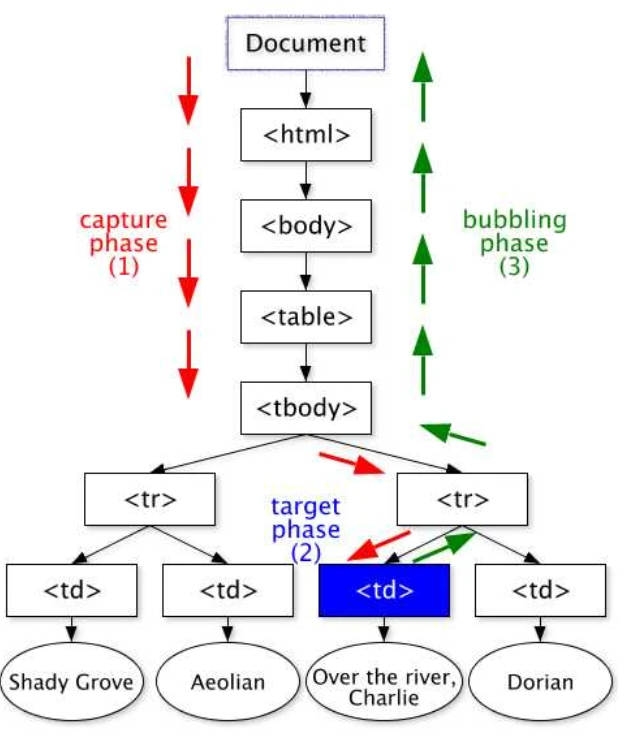 Document
<html>
<body>
capture
phase
(1)
bubbling
phase
(3)
<table>
<tbody>
<tr>
<tr>
target
phase
(2)
<td>
<td>
<td>
<td>
Shady Grove
Aeolian
Over the river,
Charlie
Dorian